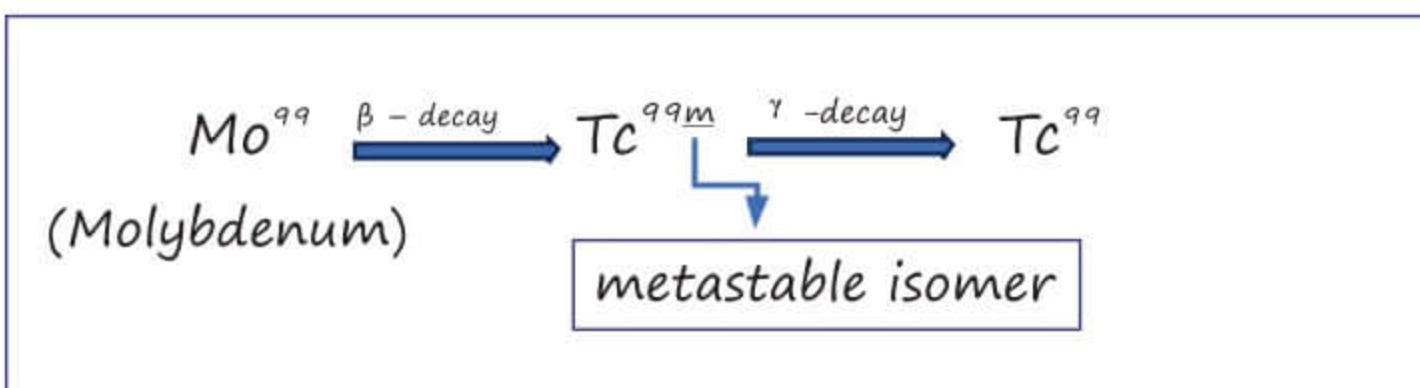 Mo⁹⁹ β – decay Tc⁹⁹ᵐ γ -decay Tc⁹⁹
(Molybdenum)
metastable isomer